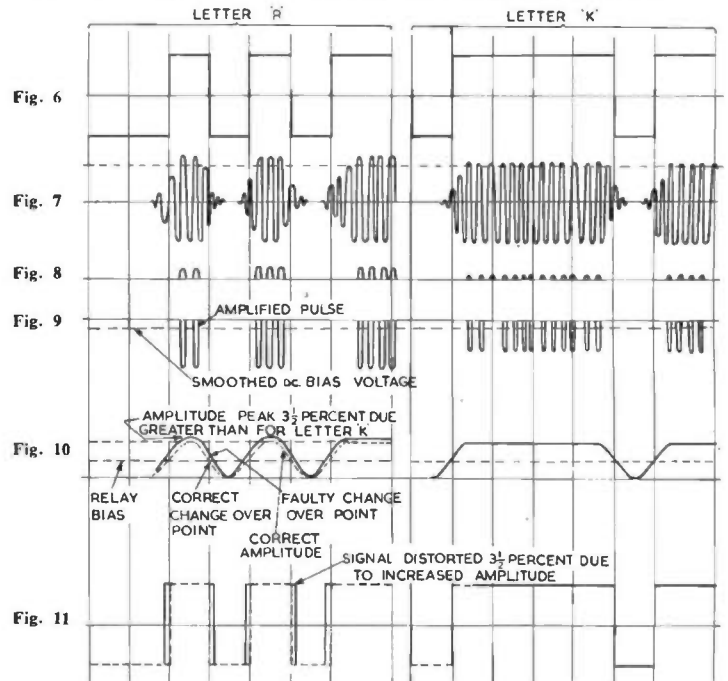 LETTER 'R'
LETTER 'K'
Fig. 6
Fig. 7
Fig. 8
Fig. 9
AMPLIFIED PULSE
SMOOTHED DC BIAS VOLTAGE
AMPLITUDE PEAK 3½ PERCENT DUE
GREATER THAN FOR LETTER 'K'
Fig. 10
RELAY
BIAS
CORRECT
CHANGE OVER
POINT
FAULTY CHANGE
OVER POINT
CORRECT
AMPLITUDE
SIGNAL DISTORTED 3½ PERCENT DUE
TO INCREASED AMPLITUDE
Fig. 11